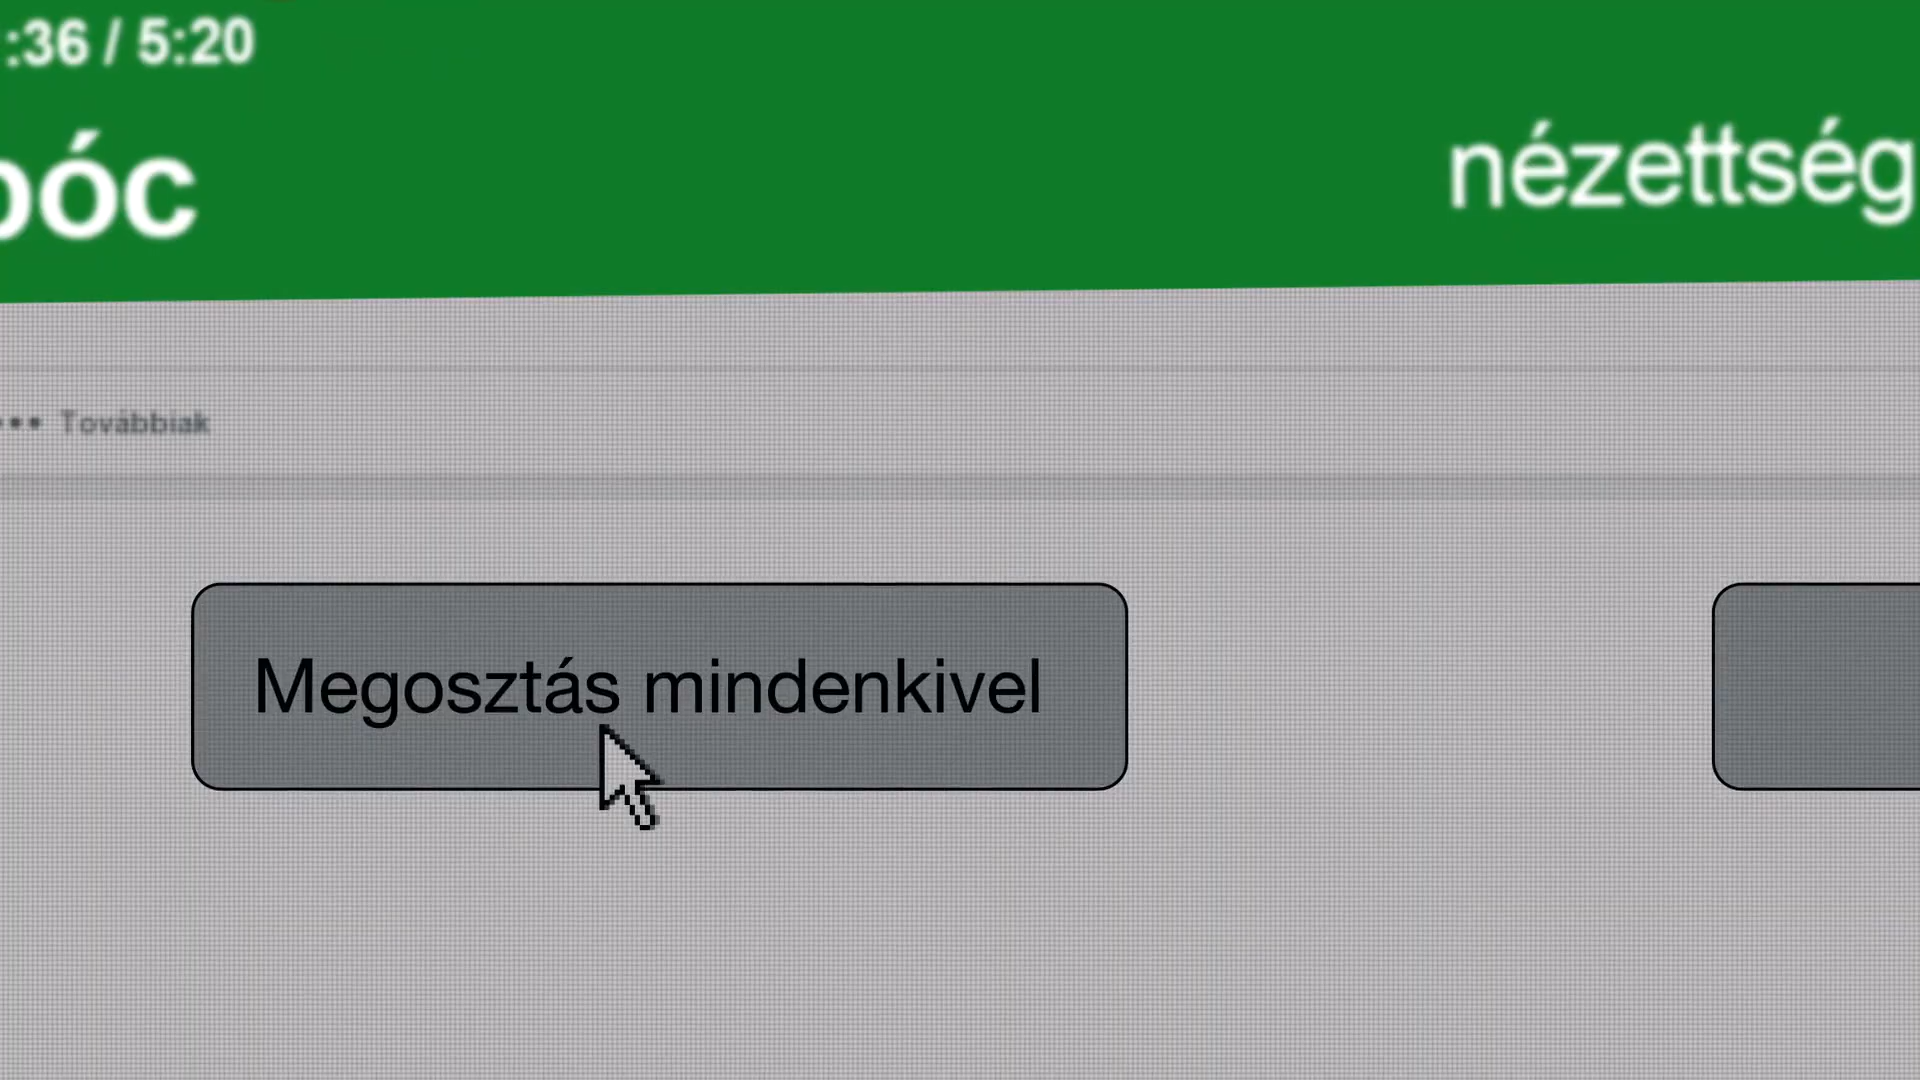 :36 / 5:20
óc
nézettség
••• Továbbiak
Megosztás mindenkivel